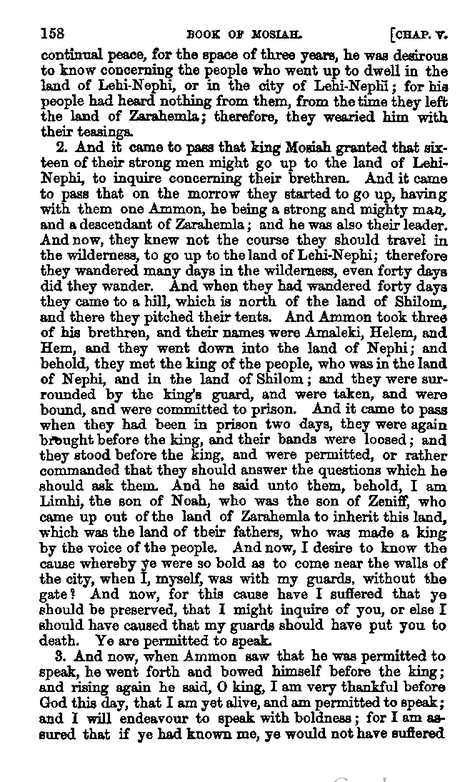 158 BOOK OF MOSIAH. [CHAP. V.
continual peace, for the space of three years, he was desirous
to know concerning the people who went up to dwell in the
land of Lehi-Nephi, or in the city of Lehi-Nephi; for his
people had heard nothing from them, from the time they left
the land of Zarahemla; therefore, they wearied him with
their teasings.
2. And it came to pass that king Mosiah granted that six-
teen of their strong men might go up to the land of Lehi-
Nephi, to inquire concerning their brethren. And it came
to pass that on the morrow they started to go up, having
with them one Ammon, he being a strong and mighty man,
and a descendant of Zarahemla; and he was also their leader.
And now, they knew not the course they should travel in
the wilderness, to go up to the land of Lehi-Nephi; therefore
they wandered many days in the wilderness, even forty days
did they wander. And when they had wandered forty days
they came to a hill, which is north of the land of Shilom,
and there they pitched their tents. And Ammon took three
of his brethren, and their names were Amaleki, Helem, and
Hem, and they went down into the land of Nephi; and
behold, they met the king of the people, who was in the land
of Nephi, and in the land of Shilom; and they were sur-
rounded by the king's guard, and were taken, and were
bound, and were committed to prison. And it came to pass
when they had been in prison two days, they were again
brought before the king, and their bands were loosed; and
they stood before the king, and were permitted, or rather
commanded that they should answer the questions which he
should ask them. And he said unto them, behold, I am
Limhi, the son of Noah, who was the son of Zeniff, who
came up out of the land of Zarahemla to inherit this land,
which was the land of their fathers, who was made a king
by the voice of the people. And now, I desire to know the
cause whereby ye were so bold as to come near the walls of
the city, when I, myself, was with my guards, without the
gate? And now, for this cause have I suffered that ye
should be preserved, that I might inquire of you, or else I
should have caused that my guards should have put you to
death. Ye are permitted to speak.
3. And now, when Ammon saw that he was permitted to
speak, he went forth and bowed himself before the king;
and rising again he said, O king, I am very thankful before
God this day, that I am yet alive, and am permitted to speak;
and I will endeavour to speak with boldness; for I am as-
sured that if ye had known me, ye would not have suffered